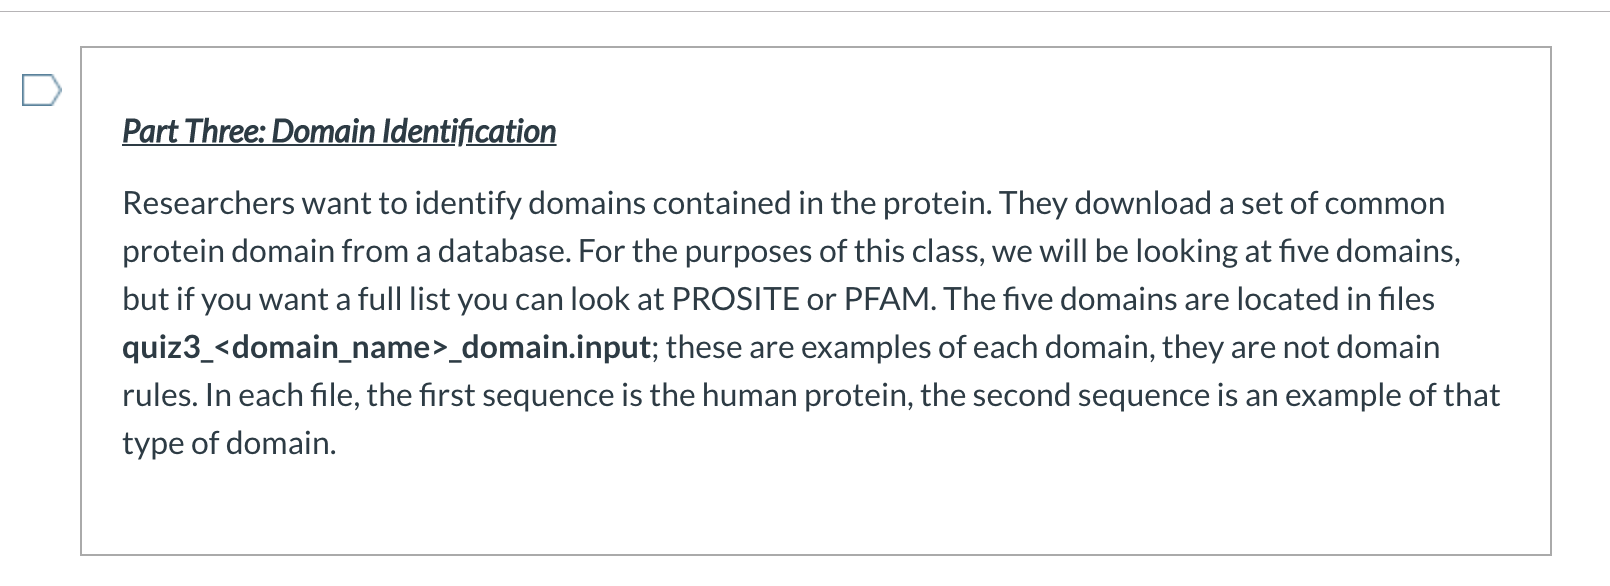 Part Three: Domain Identification
Researchers want to identify domains contained in the protein. They download a set of common
protein domain from a database. For the purposes of this class, we will be looking at five domains,
but if you want a full list you can look at PROSITE or PFAM. The five domains are located in files
quiz3_<domain_name>_domain.input; these are examples of each domain, they are not domain
rules. In each file, the first sequence is the human protein, the second sequence is an example of that
type of domain.